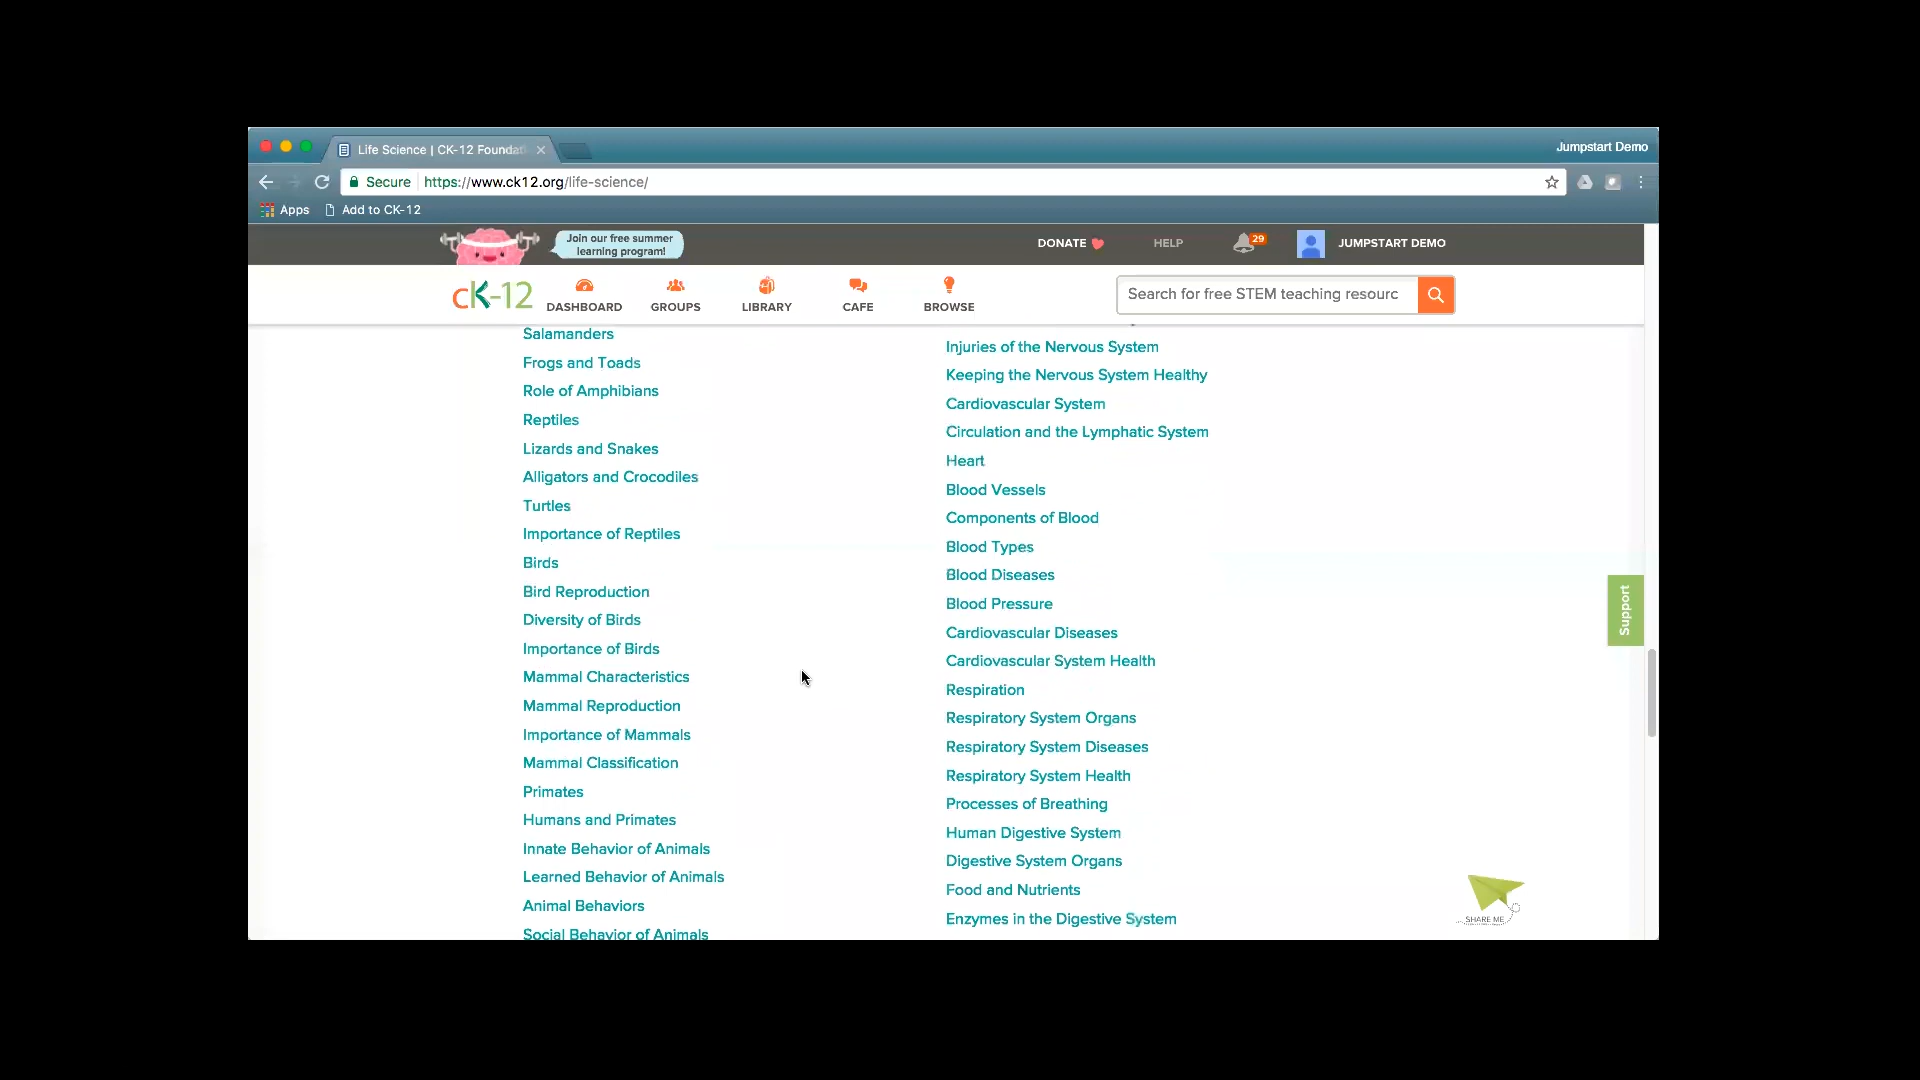 Life Science | CK-12 Foundati
Jumpstart Demo
Secure
https://www.ck12.org/life-science/
Apps
Add to CK-12
Join our free summer
learning program!
DONATE
HELP
29
JUMPSTART DEMO
cK-12
DASHBOARD
GROUPS
LIBRARY
CAFE
BROWSE
Search for free STEM teaching resourc
Salamanders
Frogs and Toads
Role of Amphibians
Reptiles
Lizards and Snakes
Alligators and Crocodiles
Turtles
Importance of Reptiles
Birds
Bird Reproduction
Diversity of Birds
Importance of Birds
Mammal Characteristics
Mammal Reproduction
Importance of Mammals
Mammal Classification
Primates
Humans and Primates
Innate Behavior of Animals
Learned Behavior of Animals
Animal Behaviors
Social Behavior of Animals
Injuries of the Nervous System
Keeping the Nervous System Healthy
Cardiovascular System
Circulation and the Lymphatic System
Heart
Blood Vessels
Components of Blood
Blood Types
Blood Diseases
Blood Pressure
Cardiovascular Diseases
Cardiovascular System Health
Respiration
Respiratory System Organs
Respiratory System Diseases
Respiratory System Health
Processes of Breathing
Human Digestive System
Digestive System Organs
Food and Nutrients
Enzymes in the Digestive System
Support
SHARE ME